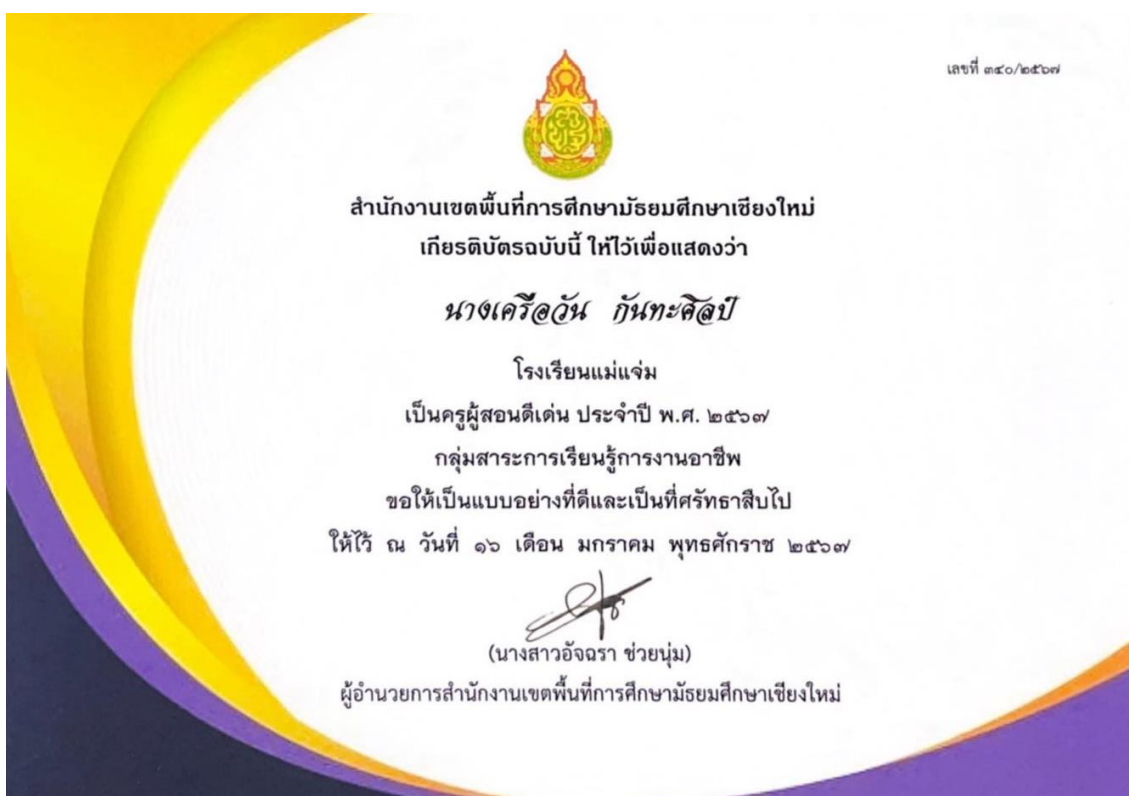 เลขที่ ๓๔๐/๒๕๖๗
สำนักงานเขตพื้นที่การศึกษามัธยมศึกษาเชียงใหม่
เกียรติบัตรฉบับนี้ ให้ไว้เพื่อแสดงว่า
นางเครือวัน กันทะศิลป์
โรงเรียนแม่แจ่ม
เป็นครูผู้สอนดีเด่น ประจำปี พ.ศ. ๒๕๖๗
กลุ่มสาระการเรียนรู้การงานอาชีพ
ขอให้เป็นแบบอย่างที่ดีและเป็นที่ศรัทธาสืบไป
ให้ไว้ ณ วันที่ ๑๖ เดือน มกราคม พุทธศักราช ๒๕๖๗
(นางสาวอัจฉรา ช่วยนุ่ม)
ผู้อำนวยการสำนักงานเขตพื้นที่การศึกษามัธยมศึกษาเชียงใหม่